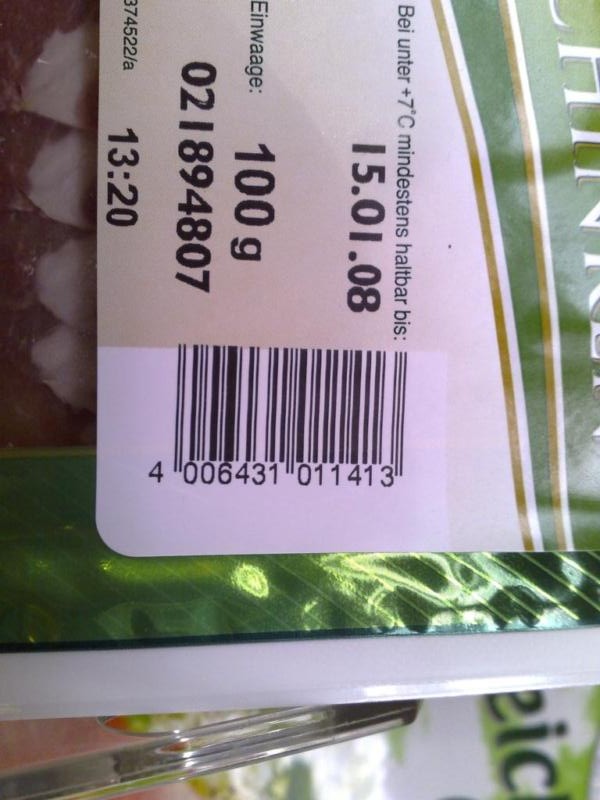 Bei unter +7°C mindestens haltbar bis:
15.01.08
Einwaage:
100 g
021894807
374522/a
13:20
4 006431 011413